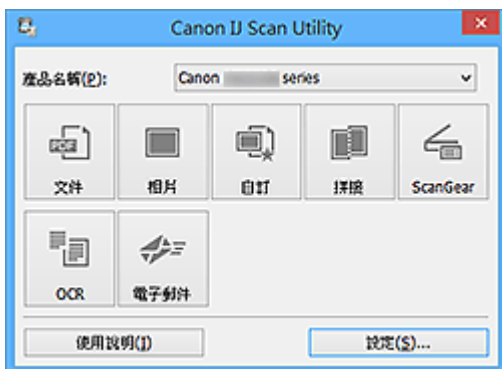 Canon IJ Scan Utility
產品名稱(P):
Canon series
文件
相片
自訂
拼接
ScanGear
OCR
電子郵件
使用說明(I)
設定(S)...